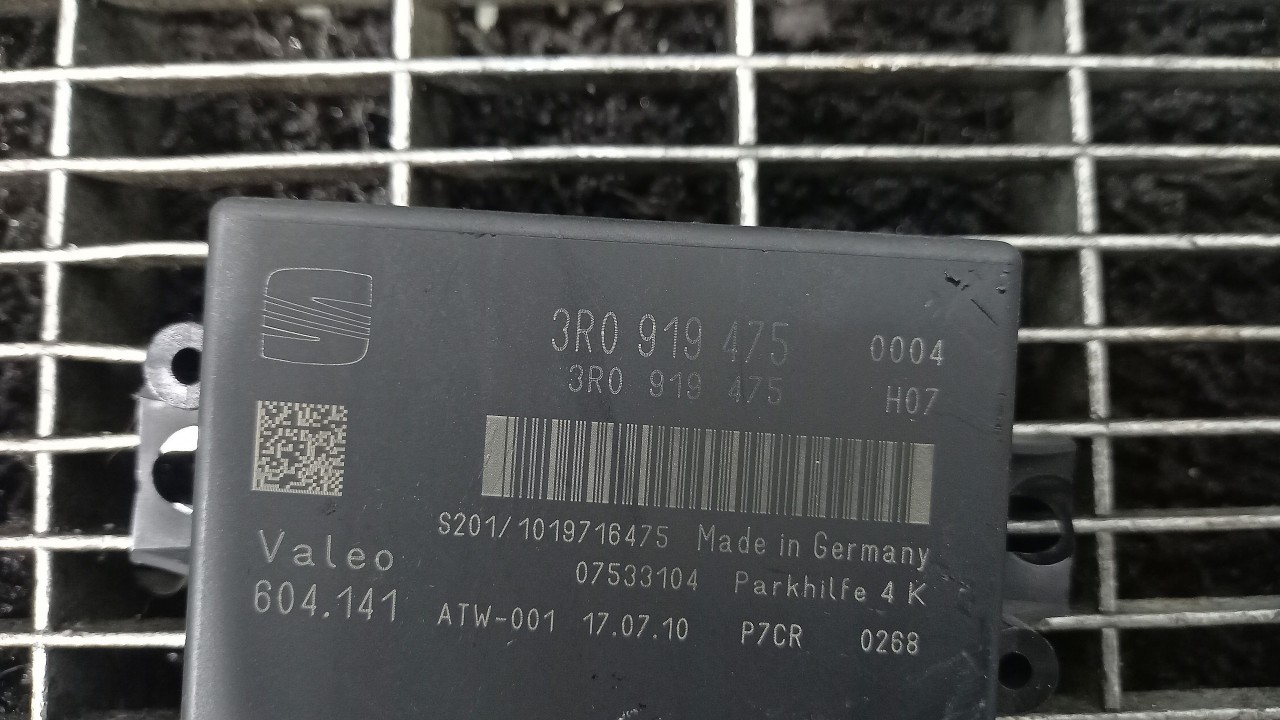 3R0 919 475 0004
3R0 919 475 H07
S201/1019716475 Made in Germany
Valeo 07533104 Parkhilfe 4 K
604.141 ATW-001 17.07.10 P7CR 0268